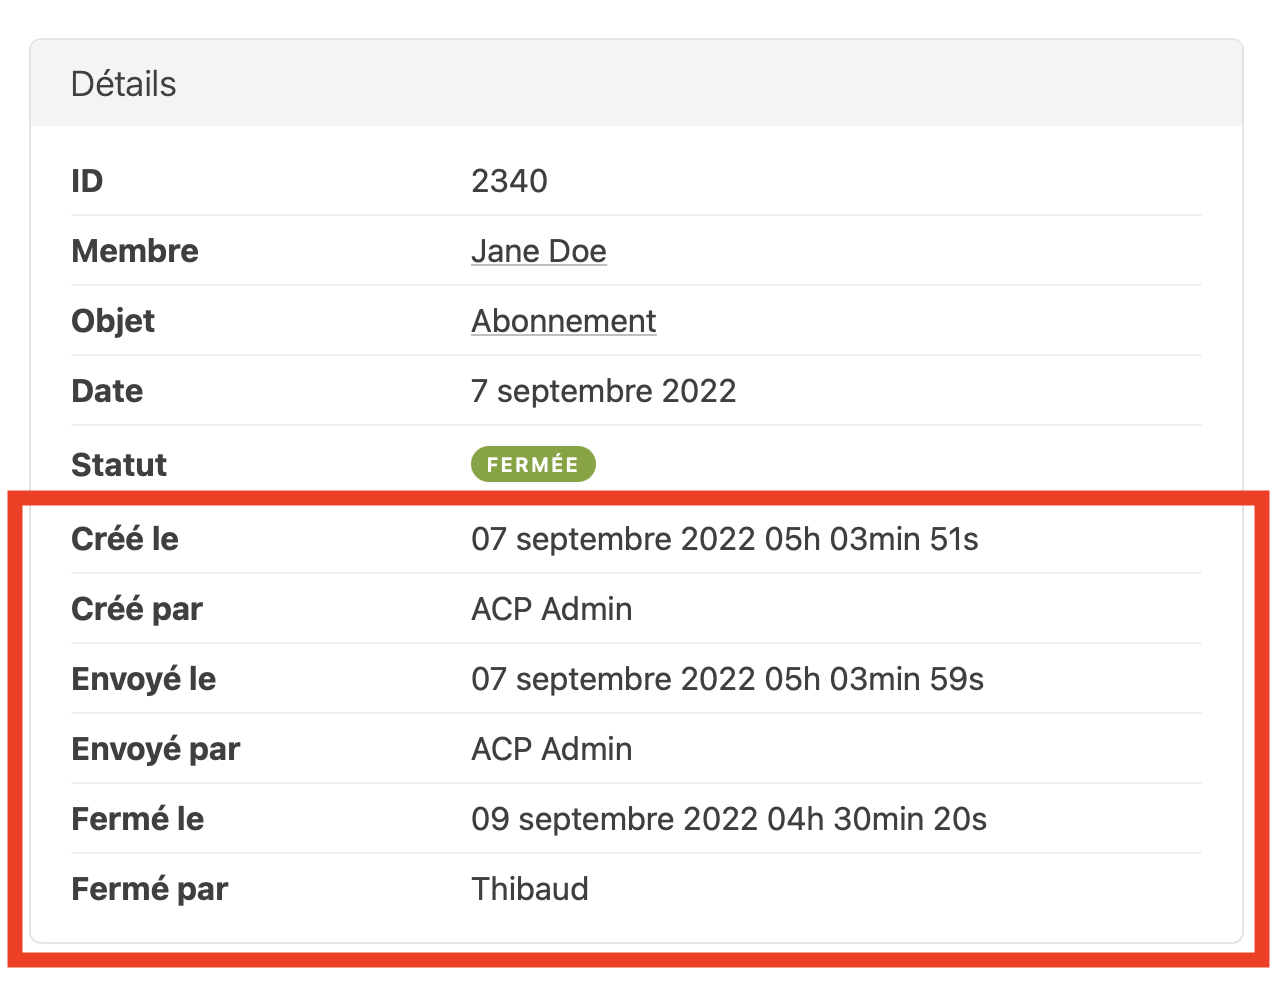 Détails
ID 2340
Membre Jane Doe
Objet Abonnement
Date 7 septembre 2022
Statut FERMÉE
Créé le 07 septembre 2022 05h 03min 51s
Créé par ACP Admin
Envoyé le 07 septembre 2022 05h 03min 59s
Envoyé par ACP Admin
Fermé le 09 septembre 2022 04h 30min 20s
Fermé par Thibaud